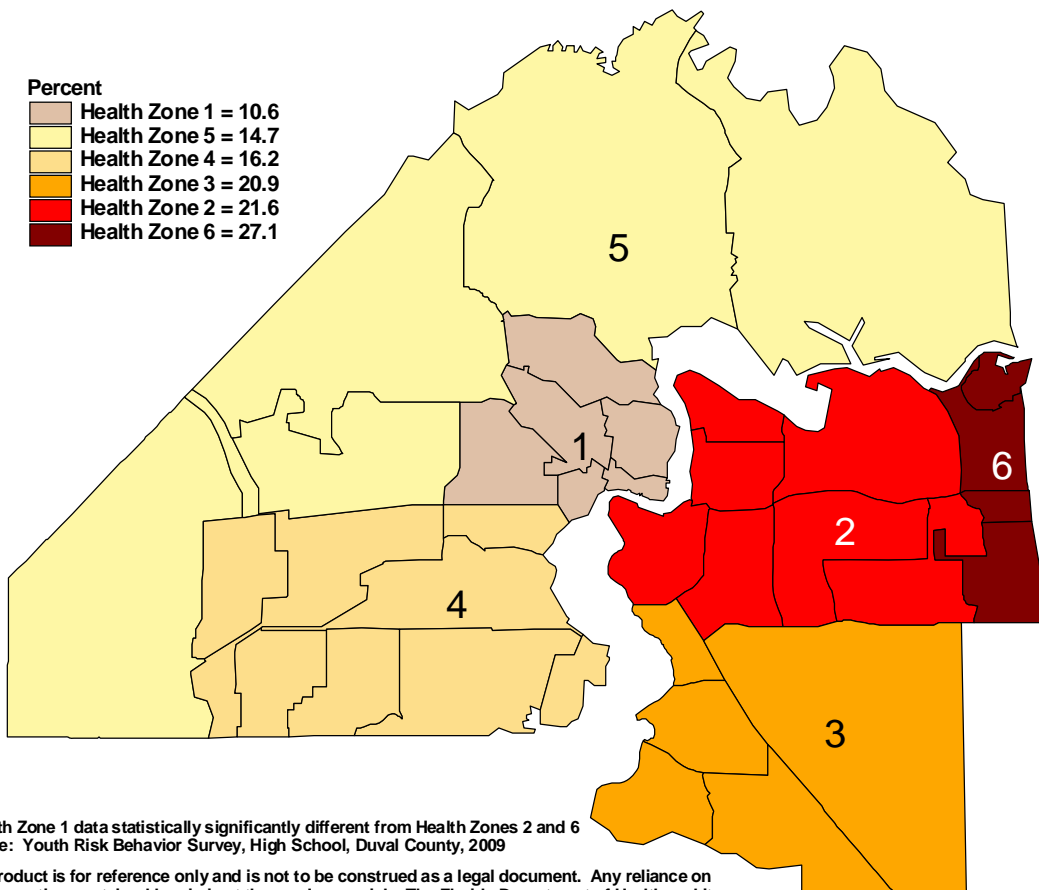 Percent
Health Zone 1 = 10.6
Health Zone 5 = 14.7
Health Zone 4 = 16.2
Health Zone 3 = 20.9
Health Zone 2 = 21.6
Health Zone 6 = 27.1
5
1
6
2
4
3
th Zone 1 data statistically significantly different from Health Zones 2 and 6
e: Youth Risk Behavior Survey, High School, Duval County, 2009
roduct is for reference only and is not to be construed as a legal document. Any reliance on